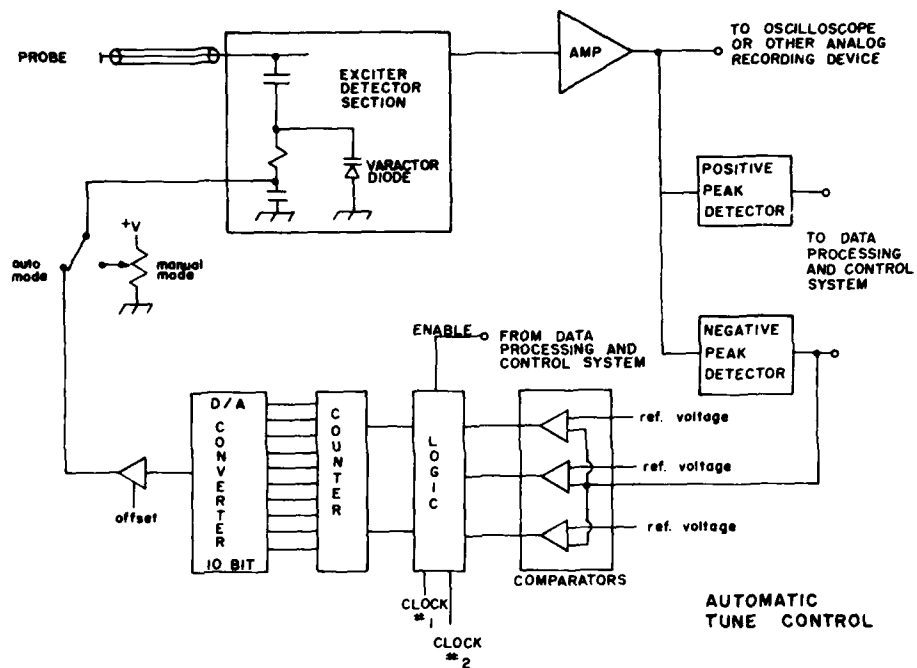 PROBE
EXCITER
DETECTOR
SECTION
VARACTOR
DIODE
AMP
TO OSCILLOSCOPE
OR OTHER ANALOG
RECORDING DEVICE
POSITIVE
PEAK
DETECTOR
TO DATA
PROCESSING
AND CONTROL
SYSTEM
NEGATIVE
PEAK
DETECTOR
+V
auto
mode
manual
mode
ENABLE
FROM DATA
PROCESSING AND
CONTROL SYSTEM
D/A
CONVERTER
10 BIT
COUNTER
LOGIC
ref. voltage
ref. voltage
ref. voltage
offset
COMPARATORS
CLOCK
#1
CLOCK
#2
AUTOMATIC
TUNE CONTROL